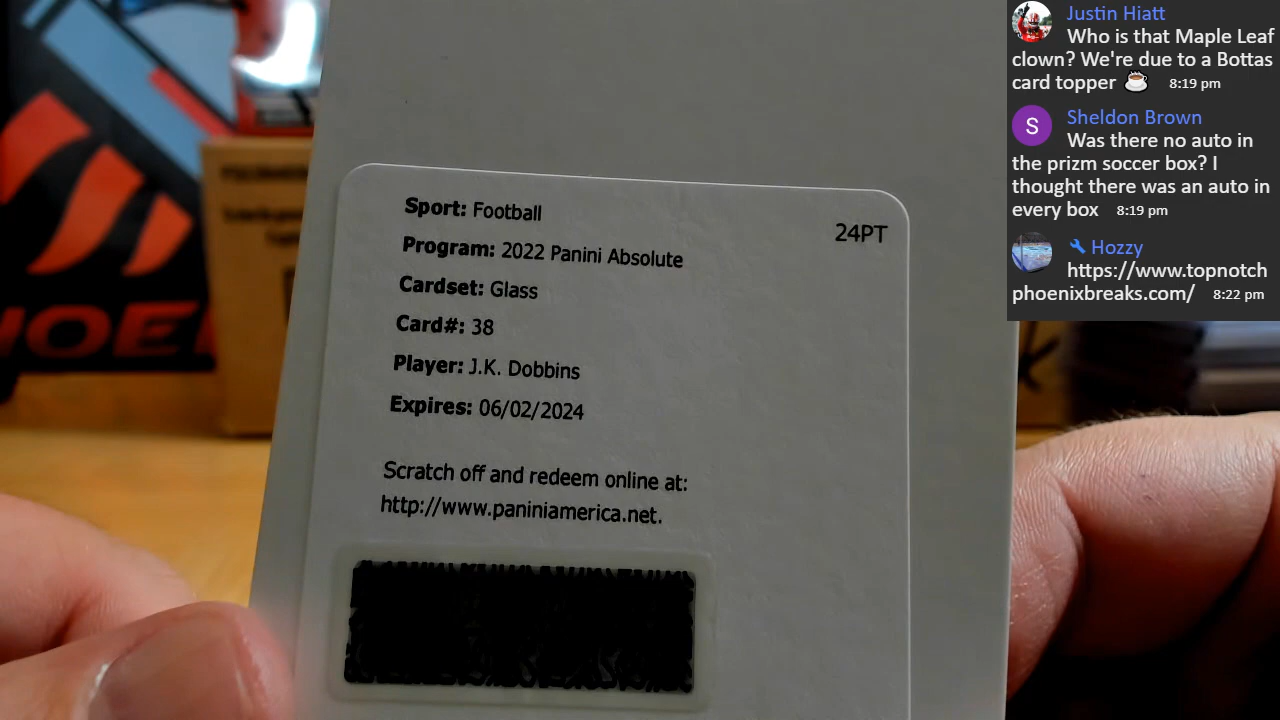 Sport: Football
24PT
Program: 2022 Panini Absolute
Cardset: Glass
Card#: 38
Player: J.K. Dobbins
Expires: 06/02/2024
Scratch off and redeem online at:
http://www.paniniamerica.net.
Justin Hiatt
Who is that Maple Leaf
clown? We're due to a Bottas
card topper ☕ 8:19 pm
S
Sheldon Brown
Was there no auto in
the prizm soccer box? I
thought there was an auto in
every box 8:19 pm
Hozzy
https://www.topnotch
phoenixbreaks.com/ 8:22 pm